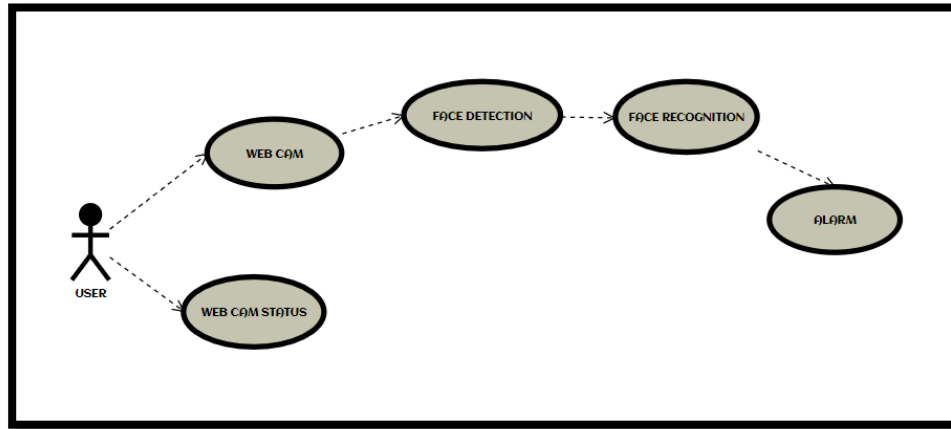 FACE DETECTION
FACE RECOGNITION
WEB CAM
ALARM
USER
WEB CAM STATUS